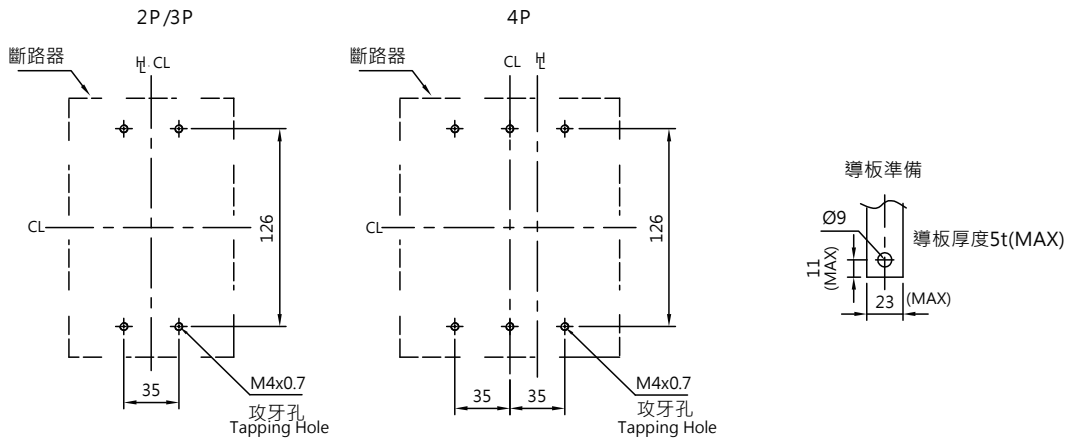 2P/3P
斷路器
HL CL
CL
126
35
M4x0.7
攻牙孔
Tapping Hole
4P
斷路器
CL HL
CL
126
35
35
M4x0.7
攻牙孔
Tapping Hole
導板準備
Ø9
導板厚度5t(MAX)
11
(MAX)
23 (MAX)